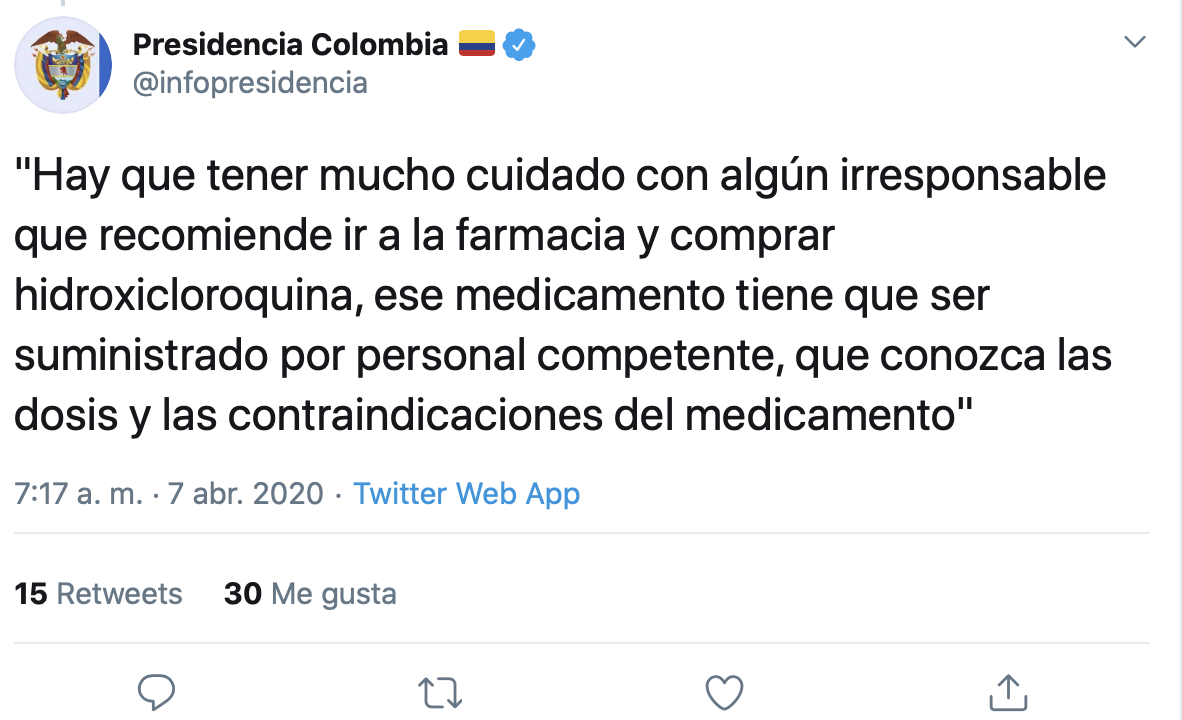 Presidencia Colombia
@infopresidencia
"Hay que tener mucho cuidado con algún irresponsable
que recomiende ir a la farmacia y comprar
hidroxicloroquina, ese medicamento tiene que ser
suministrado por personal competente, que conozca las
dosis y las contraindicaciones del medicamento"
7:17 a. m. · 7 abr. 2020 · Twitter Web App
15 Retweets 30 Me gusta